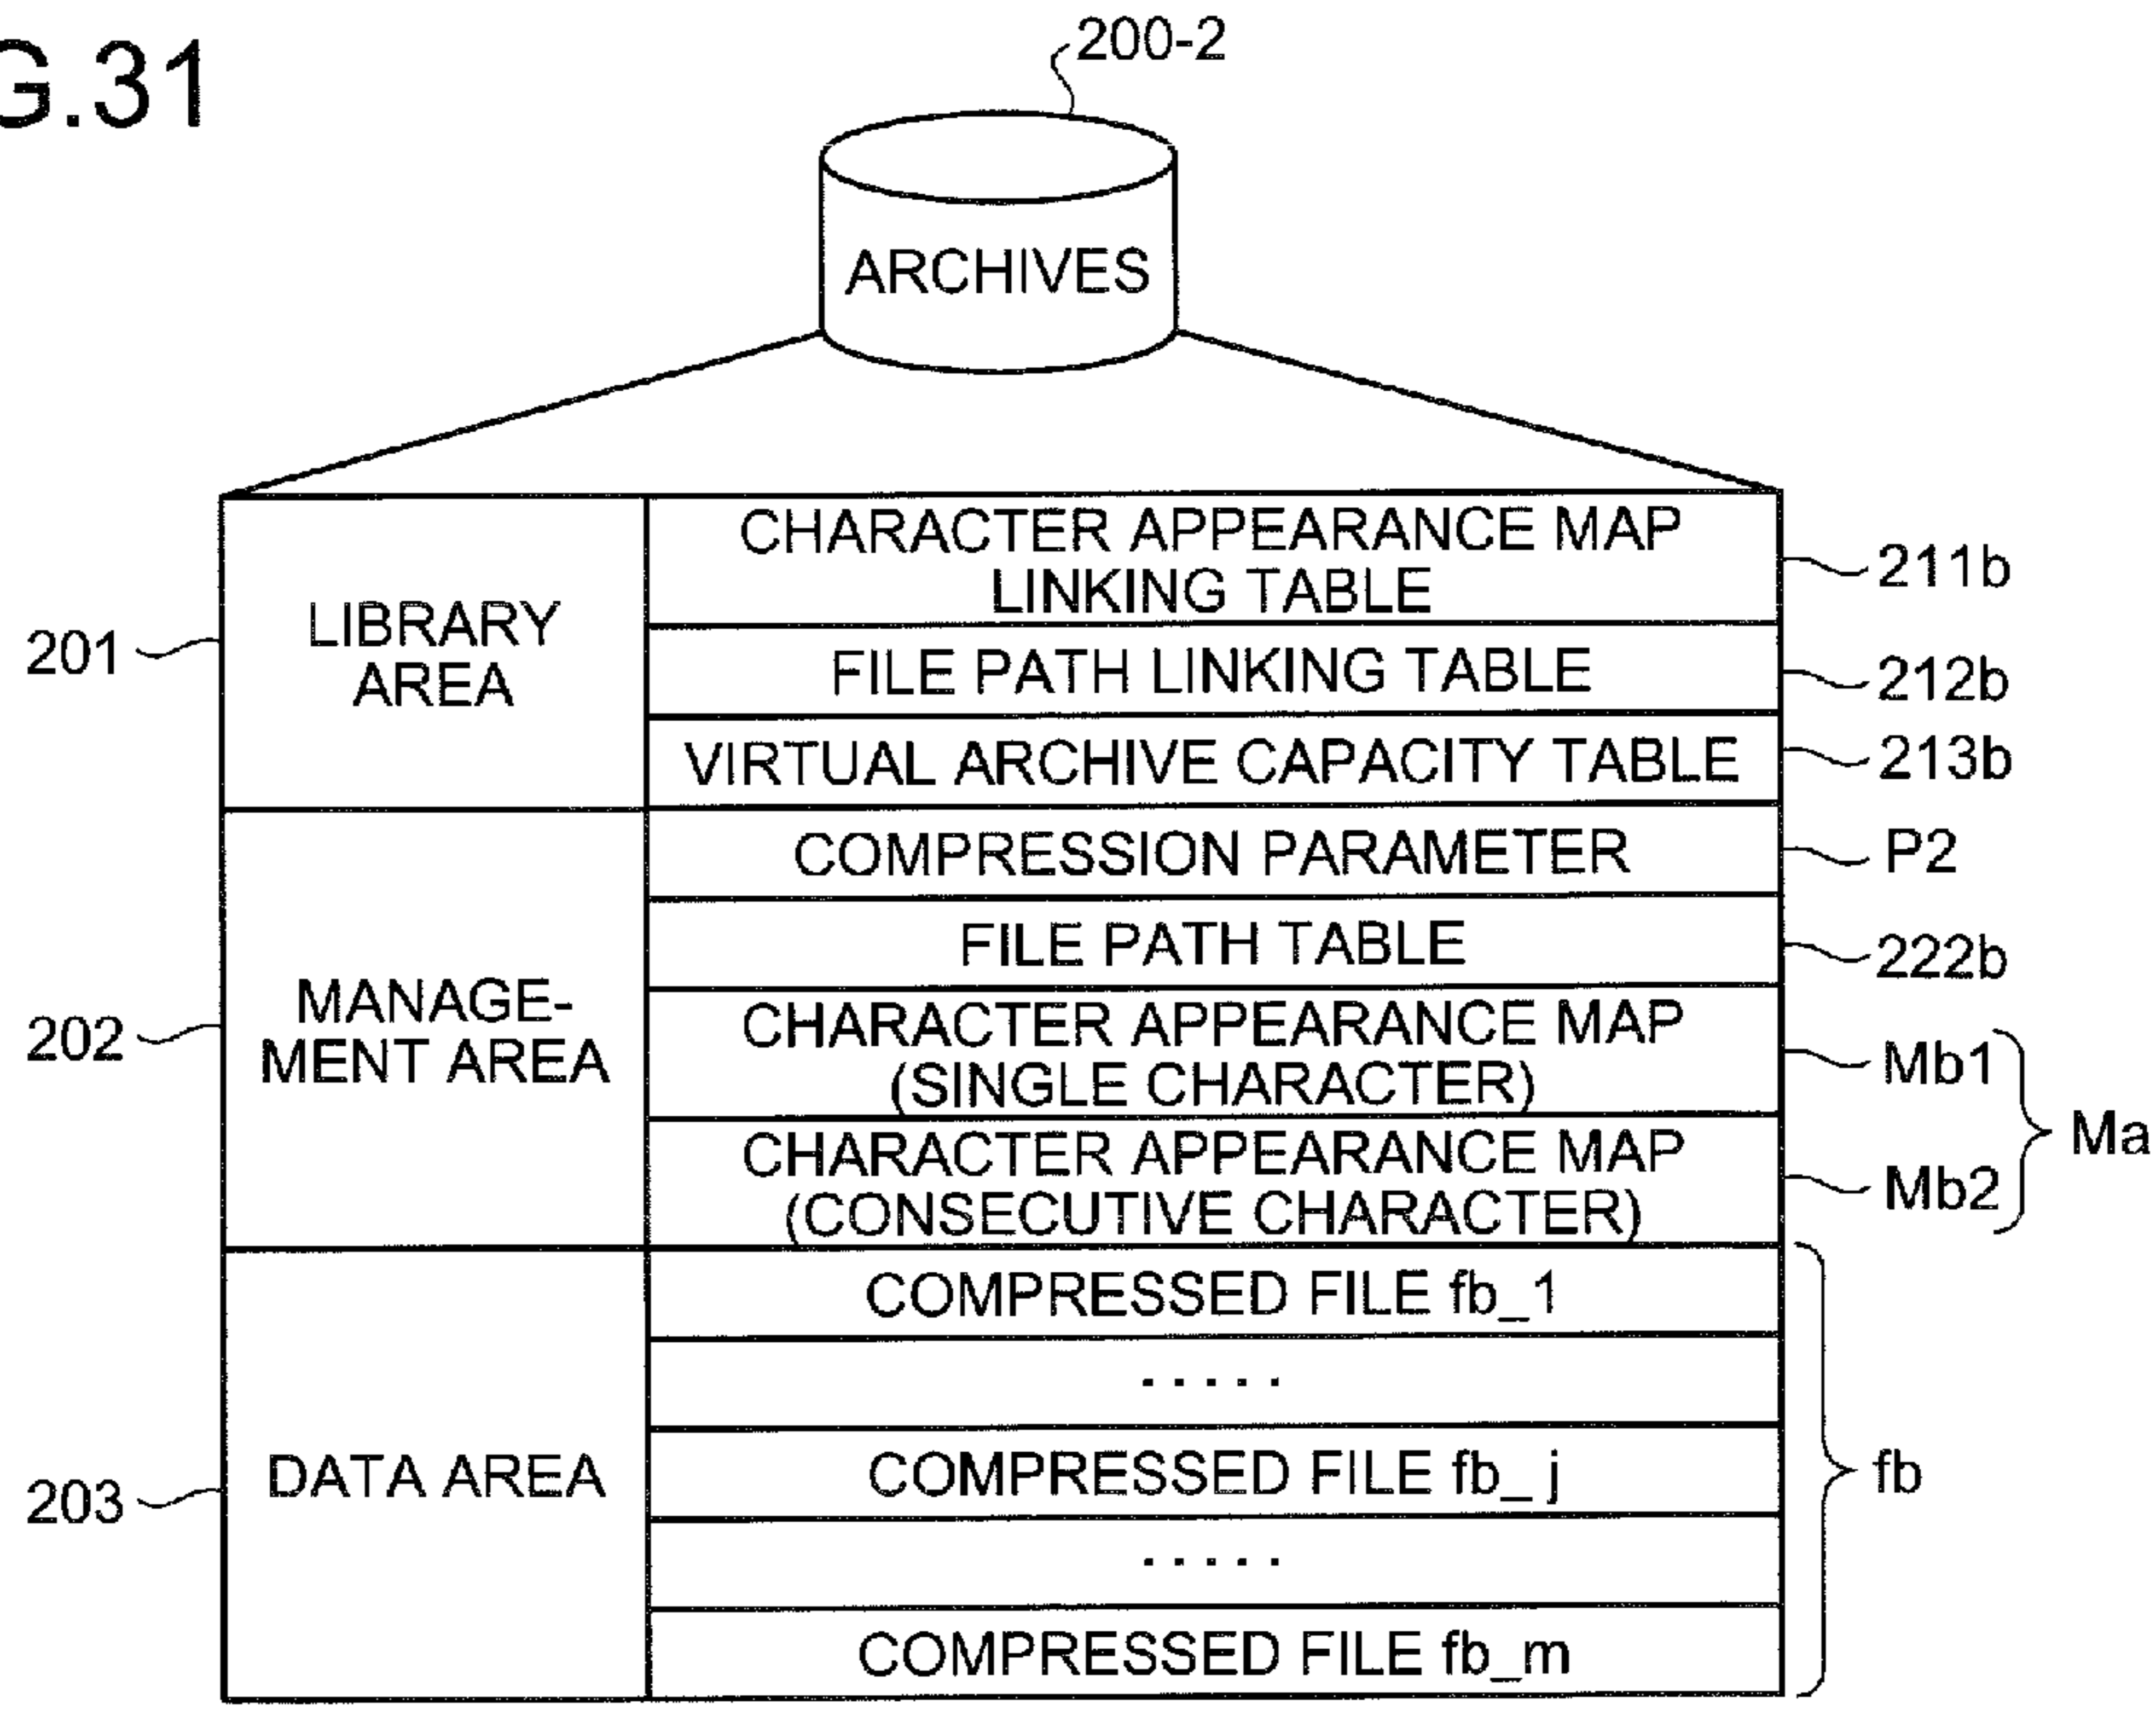 G.31
200-2
ARCHIVES
201
LIBRARY
AREA
CHARACTER APPEARANCE MAP
LINKING TABLE
211b
FILE PATH LINKING TABLE
212b
VIRTUAL ARCHIVE CAPACITY TABLE
213b
202
MANAGE-
MENT AREA
COMPRESSION PARAMETER
P2
FILE PATH TABLE
222b
CHARACTER APPEARANCE MAP
(SINGLE CHARACTER)
Mb1
CHARACTER APPEARANCE MAP
(CONSECUTIVE CHARACTER)
Mb2
Ma
203
DATA AREA
COMPRESSED FILE fb_1
.....
COMPRESSED FILE fb_j
.....
COMPRESSED FILE fb_m
fb